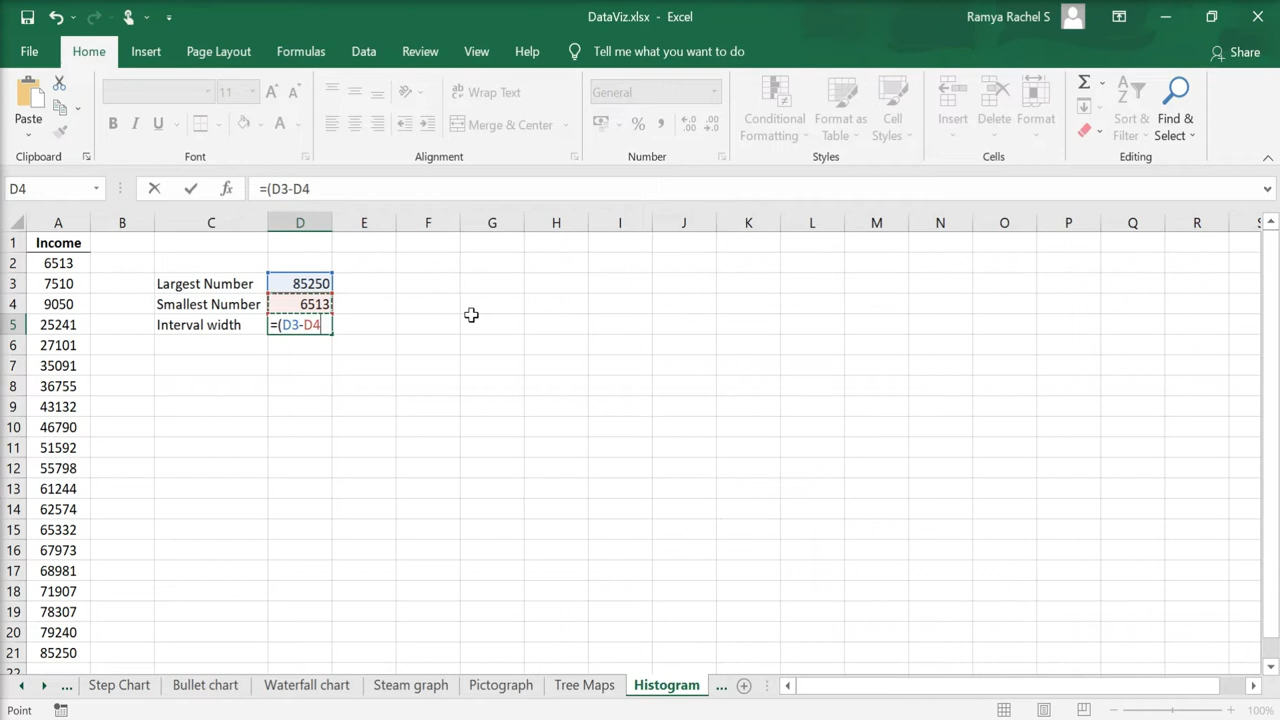 DataViz.xlsx - Excel
Ramya Rachel S
File Home Insert Page Layout Formulas Data Review View Help Tell me what you want to do Share
Paste
Clipboard
11
B I U
A
Font
ab Wrap Text
Merge & Center
Alignment
General
%
Number
Conditional Formatting
Format as Table
Cell Styles
Styles
Insert
Delete
Format
Cells
Sort & Filter
Find & Select
Editing
D4 fx =(D3-D4
A B C D E F G H I J K L M N O P Q R S
1 Income
2 6513
3 7510 Largest Number 85250
4 9050 Smallest Number 6513
5 25241 Interval width =(D3-D4
6 27101
7 35091
8 36755
9 43132
10 46790
11 51592
12 55798
13 61244
14 62574
15 65332
16 67973
17 68981
18 71907
19 78307
20 79240
21 85250
22
... Step Chart Bullet chart Waterfall chart Steam graph Pictograph Tree Maps Histogram ...
Point 100%